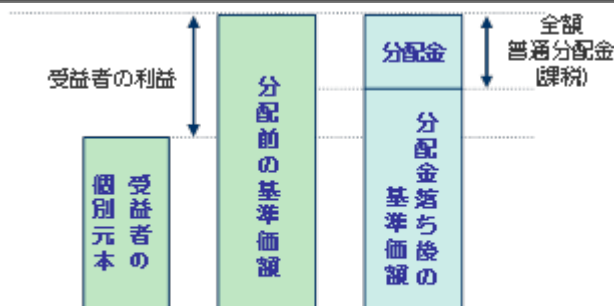 全額
普通分配金
(課税)
分配金
受益者の利益
分配前の基準価額
分配金落ち後の
基準価額
受益者の
個別元本